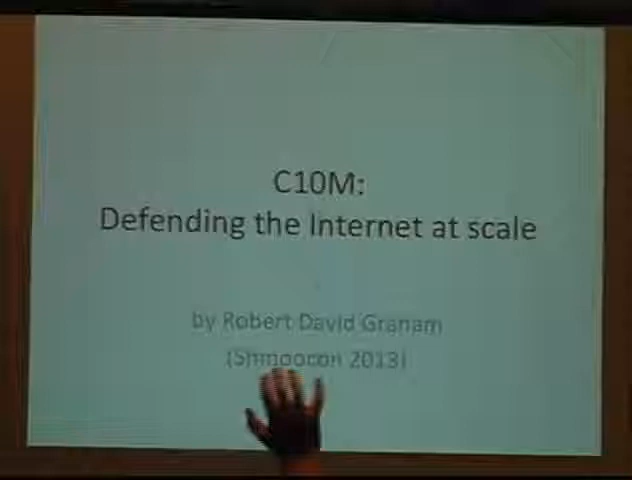 C10M:
Defending the Internet at scale
by Robert David Graham
(Shmoocon 2013)